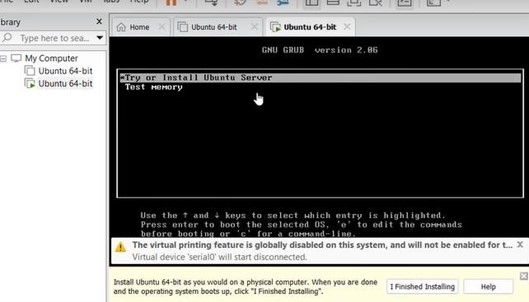 File Edit View VM Tabs Help
brary
Type here to sea...
My Computer
Ubuntu 64-bit
Ubuntu 64-bit
Home
Ubuntu 64-bit
Ubuntu 64-bit
GNU GRUB version 2.06
*Try or Install Ubuntu Server
Test memory
Use the ↑ and ↓ keys to select which entry is highlighted.
Press enter to boot the selected OS, 'e' to edit the commands
before booting or 'c' for a command-line.
The virtual printing feature is globally disabled on this system, and will not be enabled for t...
Virtual device 'serial0' will start disconnected.
Install Ubuntu 64-bit as you would on a physical computer. When you are done
and the operating system boots up, click "I Finished Installing".
I Finished Installing
Help